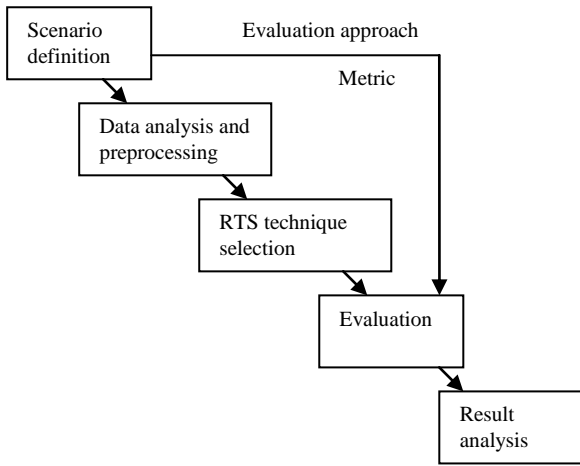 Scenario
definition
Evaluation approach
Metric
Data analysis and
preprocessing
RTS technique
selection
Evaluation
Result
analysis